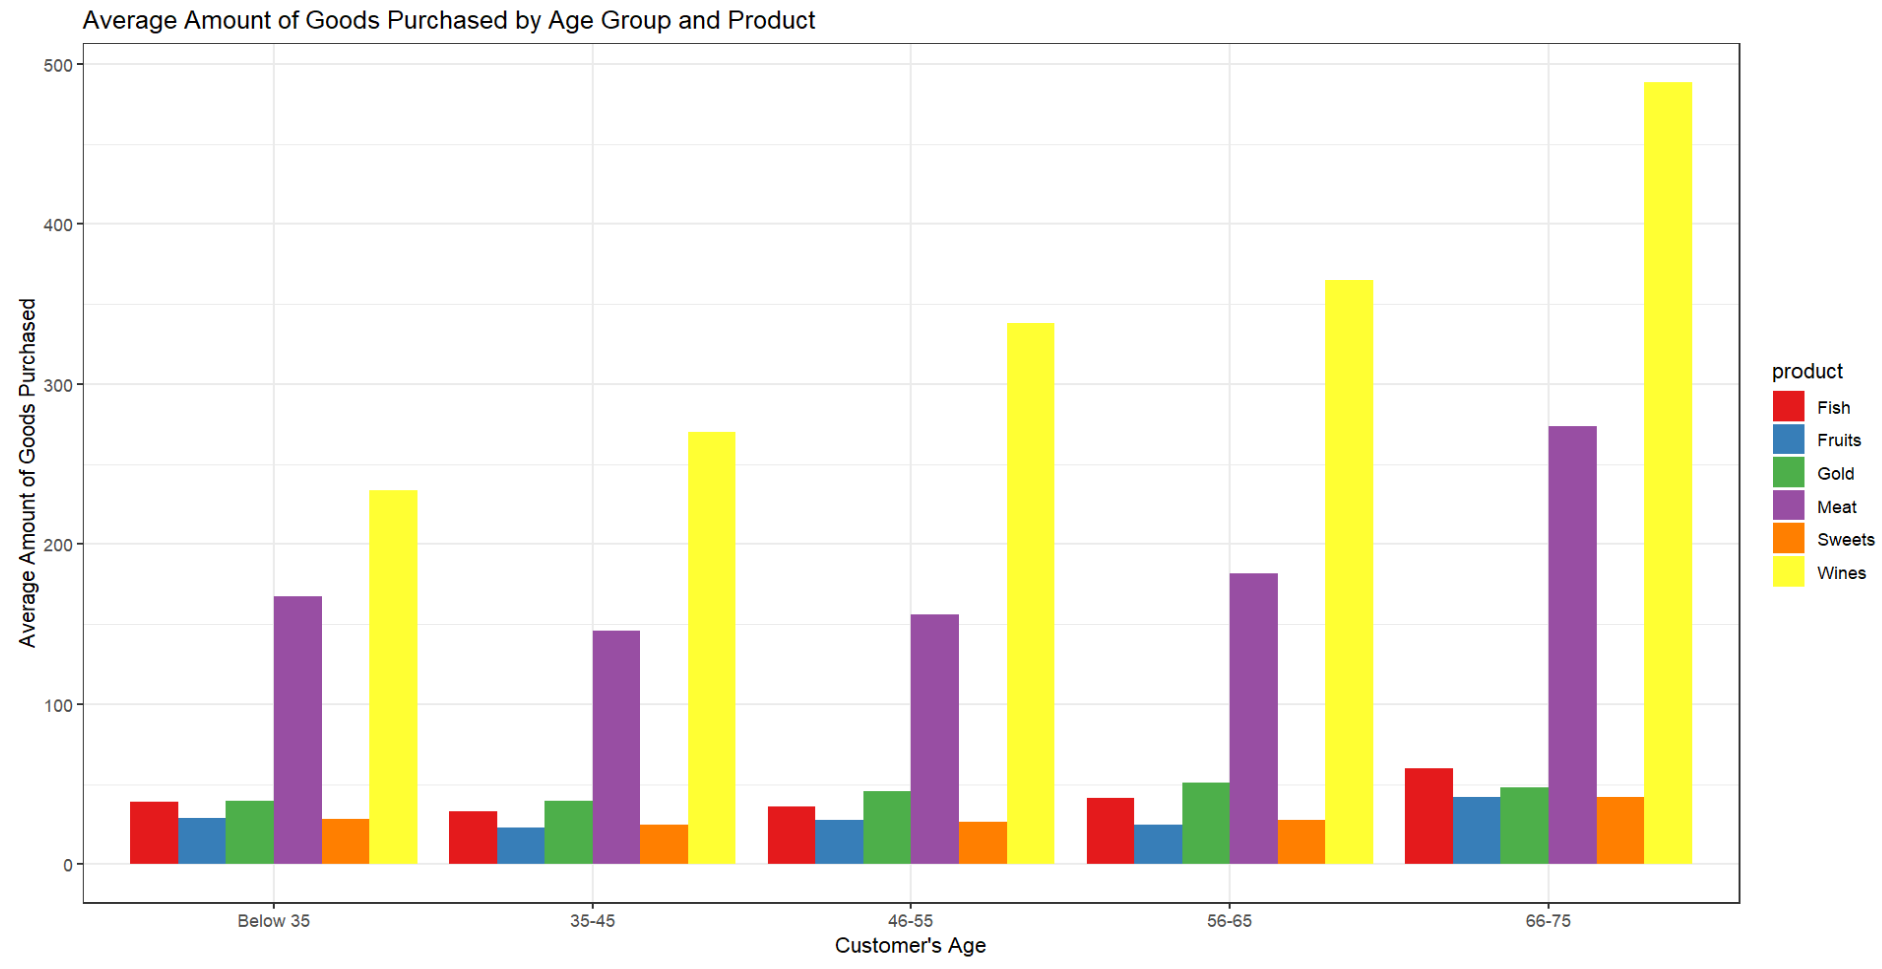 Average Amount of Goods Purchased by Age Group and Product
500
400
300
200
100
0
Average Amount of Goods Purchased
Below 35
35-45
46-55
56-65
66-75
Customer's Age
product
Fish
Fruits
Gold
Meat
Sweets
Wines